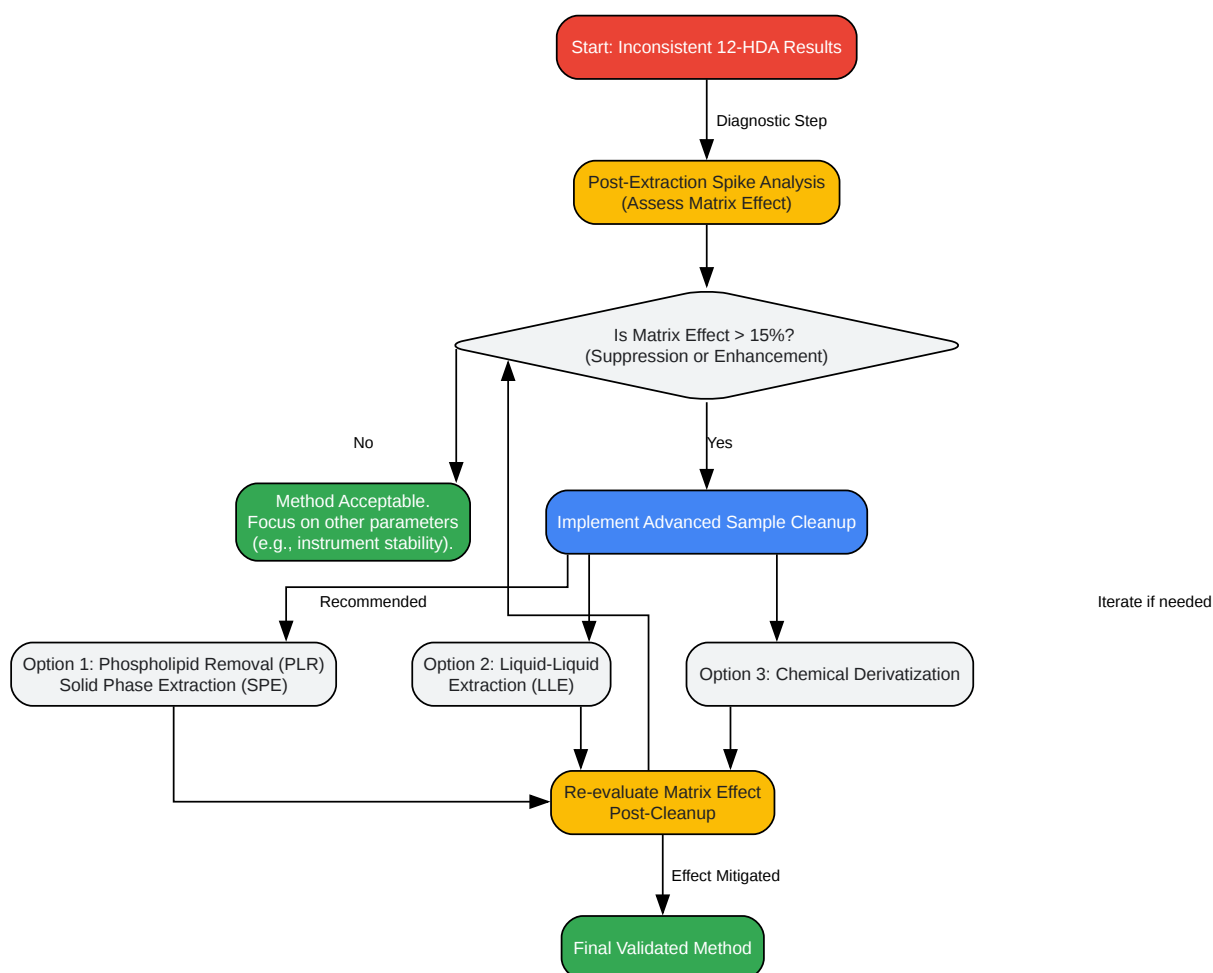 Start: Inconsistent 12-HDA Results
Diagnostic Step
Post-Extraction Spike Analysis
(Assess Matrix Effect)
Is Matrix Effect > 15%?
(Suppression or Enhancement)
No
Yes
Method Acceptable.
Focus on other parameters
(e.g., instrument stability).
Implement Advanced Sample Cleanup
Recommended
Iterate if needed
Option 1: Phospholipid Removal (PLR)
Solid Phase Extraction (SPE)
Option 2: Liquid-Liquid
Extraction (LLE)
Option 3: Chemical Derivatization
Re-evaluate Matrix Effect
Post-Cleanup
Effect Mitigated
Final Validated Method